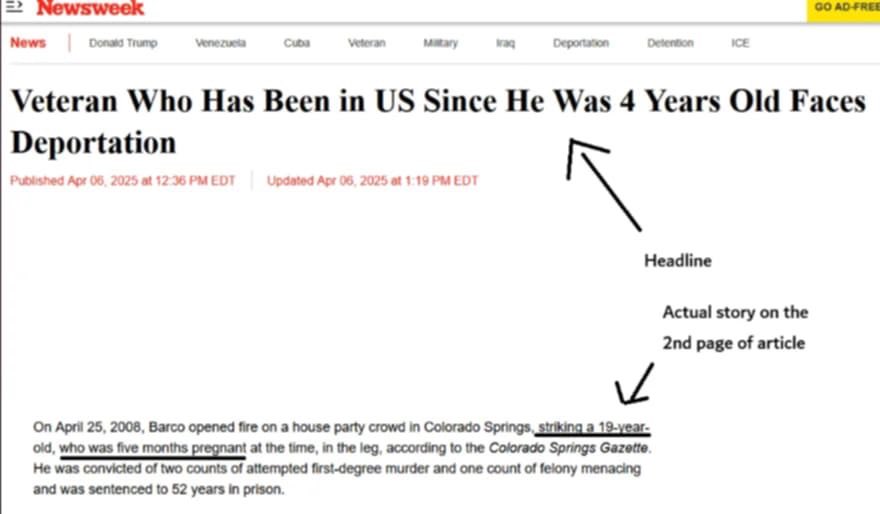 Newsweek
GO AD-FREE
News Donald Trump Venezuela Cuba Veteran Military Iraq Deportation Detention ICE
Veteran Who Has Been in US Since He Was 4 Years Old Faces
Deportation
Published Apr 06, 2025 at 12:36 PM EDT Updated Apr 06, 2025 at 1:19 PM EDT
Headline
Actual story on the
2nd page of article
On April 25, 2008, Barco opened fire on a house party crowd in Colorado Springs, striking a 19-year-
old, who was five months pregnant at the time, in the leg, according to the Colorado Springs Gazette.
He was convicted of two counts of attempted first-degree murder and one count of felony menacing
and was sentenced to 52 years in prison.